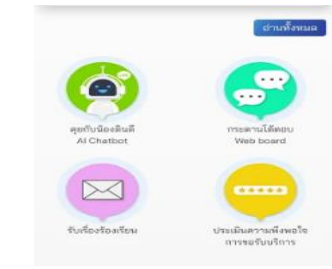 อ่านทั้งหมด
คุยกับน้องดินดี
AI Chatbot
กระดานโต้ตอบ
Web board
รับเรื่องร้องเรียน
ประเมินความพึงพอใจ
การขอรับบริการ